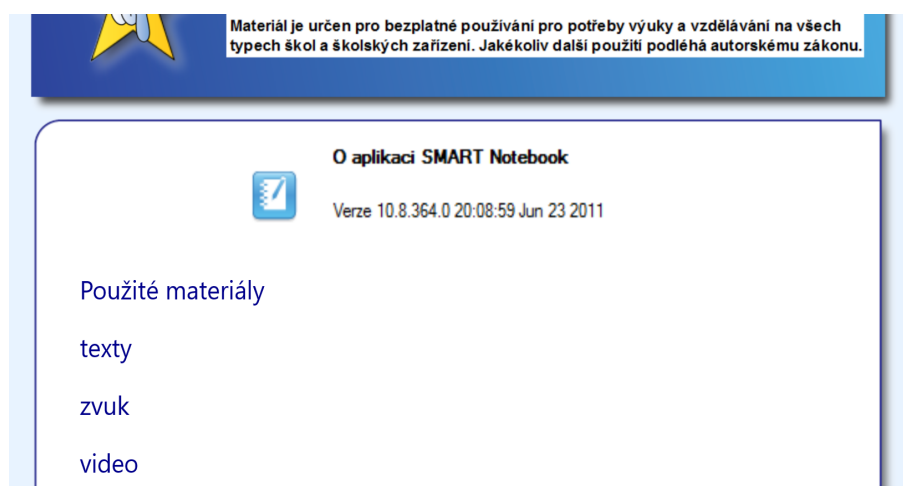 Materiál je určen pro bezplatné používání pro potřeby výuky a vzdělávání na všech
typech škol a školských zařízení. Jakékoliv další použití podléhá autorskému zákonu.
O aplikaci SMART Notebook
Verze 10.8.364.0 20:08:59 Jun 23 2011
Použité materiály
texty
zvuk
video